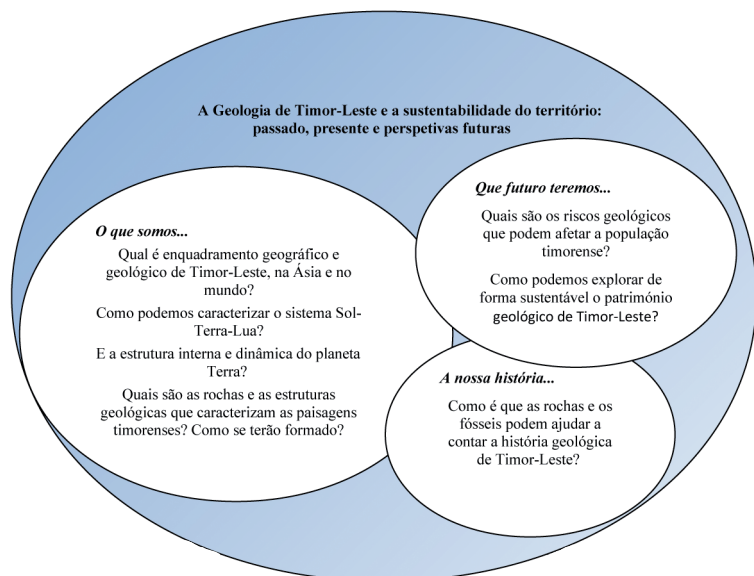 A Geologia de Timor-Leste e a sustentabilidade do território:
passado, presente e perspetivas futuras
O que somos...
Qual é enquadramento geográfico e
geológico de Timor-Leste, na Ásia e no
mundo?
Como podemos caracterizar o sistema Sol-
Terra-Lua?
E a estrutura interna e dinâmica do planeta
Terra?
Quais são as rochas e as estruturas
geológicas que caracterizam as paisagens
timorenses? Como se terão formado?
Que futuro teremos...
Quais são os riscos geológicos
que podem afetar a população
timorense?
Como podemos explorar de
forma sustentável o património
geológico de Timor-Leste?
A nossa história...
Como é que as rochas e os
fósseis podem ajudar a
contar a história geológica
de Timor-Leste?